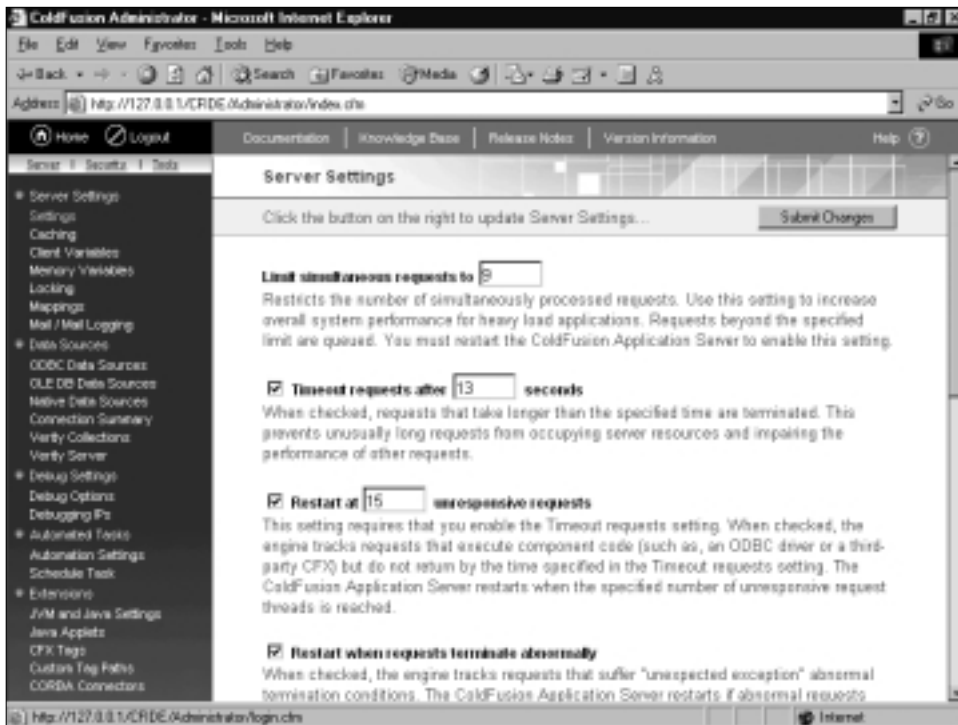 ColdFusion Administrator - Microsoft Internet Explorer
File Edit View Favorites Tools Help
Back Search Favorites Media
Address http://127.0.0.1/CFIDE/Administrator/index.cfm Go
Home Logout Documentation Knowledge Base Release Notes Version Information Help ?
Server | Security | Tools
Server Settings
Settings
Caching
Client Variables
Memory Variables
Locking
Mappings
Mail / Mail Logging
Data Sources
ODBC Data Sources
OLE DB Data Sources
Native Data Sources
Connection Summary
Verity Collections
Verity Server
Debug Settings
Debug Options
Debugging IPs
Automated Tasks
Automation Settings
Schedule Task
Extensions
JVM and Java Settings
Java Applets
CFX Tags
Custom Tag Paths
CORBA Connectors
Server Settings
Click the button on the right to update Server Settings... Submit Changes
Limit simultaneous requests to 9
Restricts the number of simultaneously processed requests. Use this setting to increase
overall system performance for heavy load applications. Requests beyond the specified
limit are queued. You must restart the ColdFusion Application Server to enable this setting.
Timeout requests after 13 seconds
When checked, requests that take longer than the specified time are terminated. This
prevents unusually long requests from occupying server resources and impairing the
performance of other requests.
Restart at 15 unresponsive requests
This setting requires that you enable the Timeout requests setting. When checked, the
engine tracks requests that execute component code (such as, an ODBC driver or a third-
party CFX) but do not return by the time specified in the Timeout requests setting. The
ColdFusion Application Server restarts when the specified number of unresponsive request
threads is reached.
Restart when requests terminate abnormally
When checked, the engine tracks requests that suffer "unexpected exception" abnormal
termination conditions. The ColdFusion Application Server restarts if abnormal requests
http://127.0.0.1/CFIDE/Administrator/login.cfm Internet